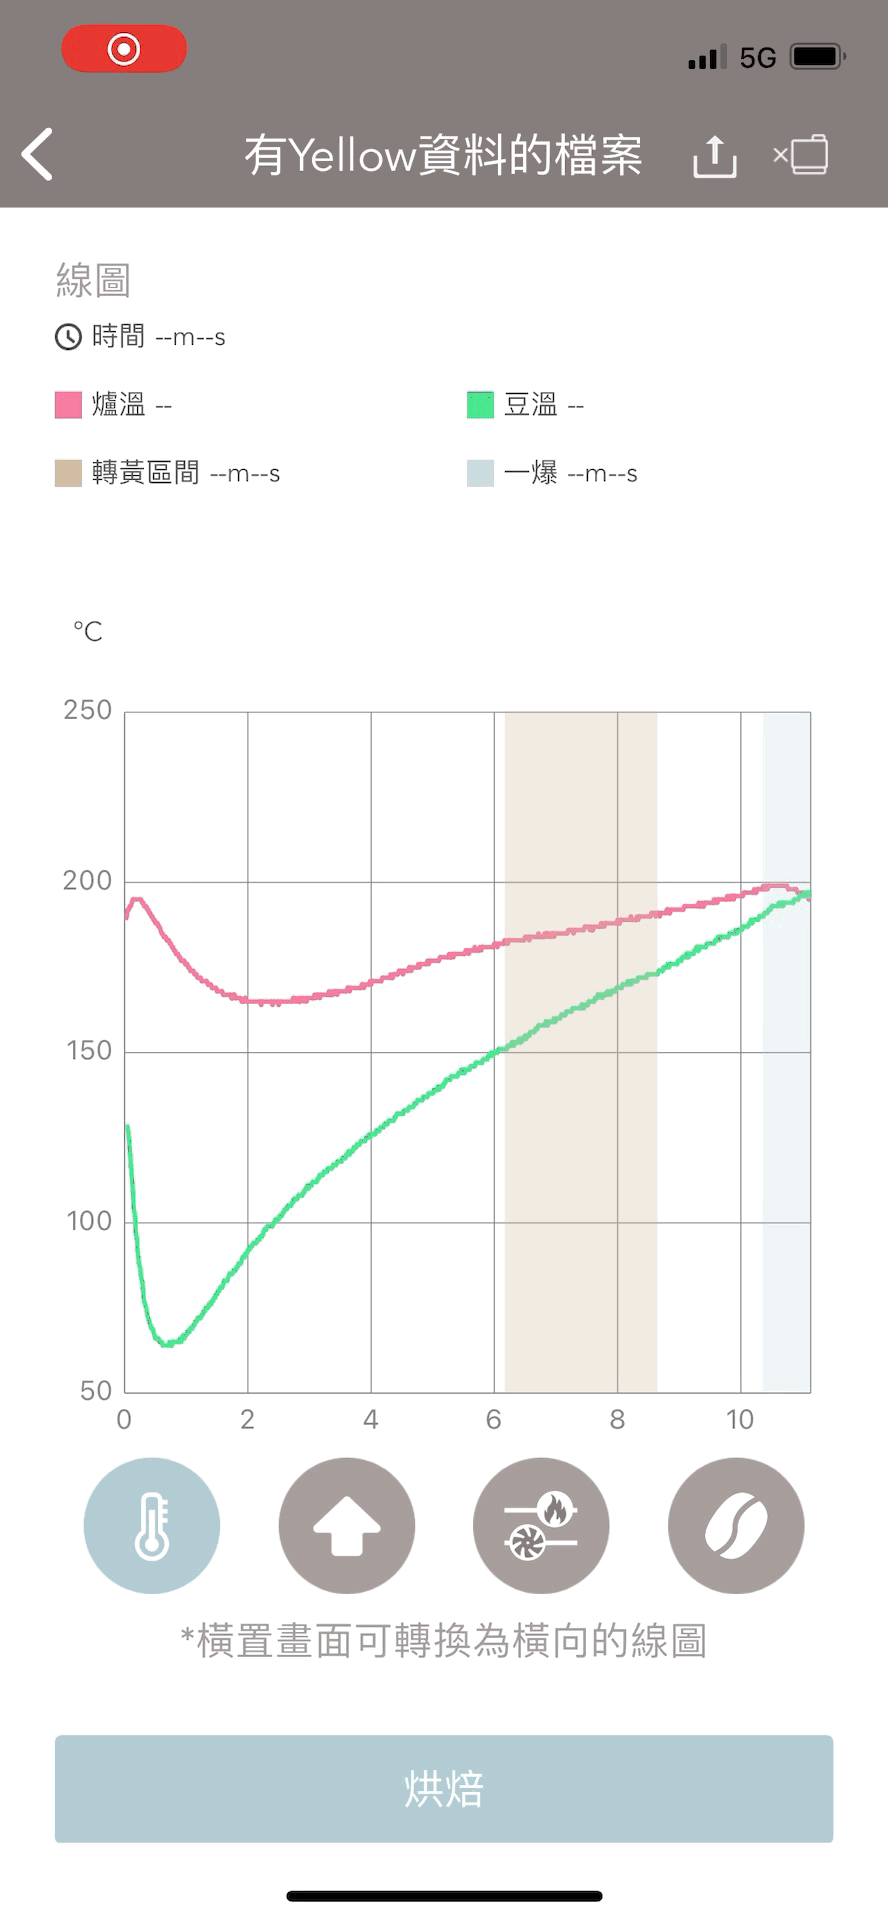 5G
有Yellow資料的檔案
×
線圖
時間 --m--s
爐溫 --
豆溫 --
轉黃區間 --m--s
一爆 --m--s
°C
250
200
150
100
50
0 2 4 6 8 10
*橫置畫面可轉換為橫向的線圖
烘焙